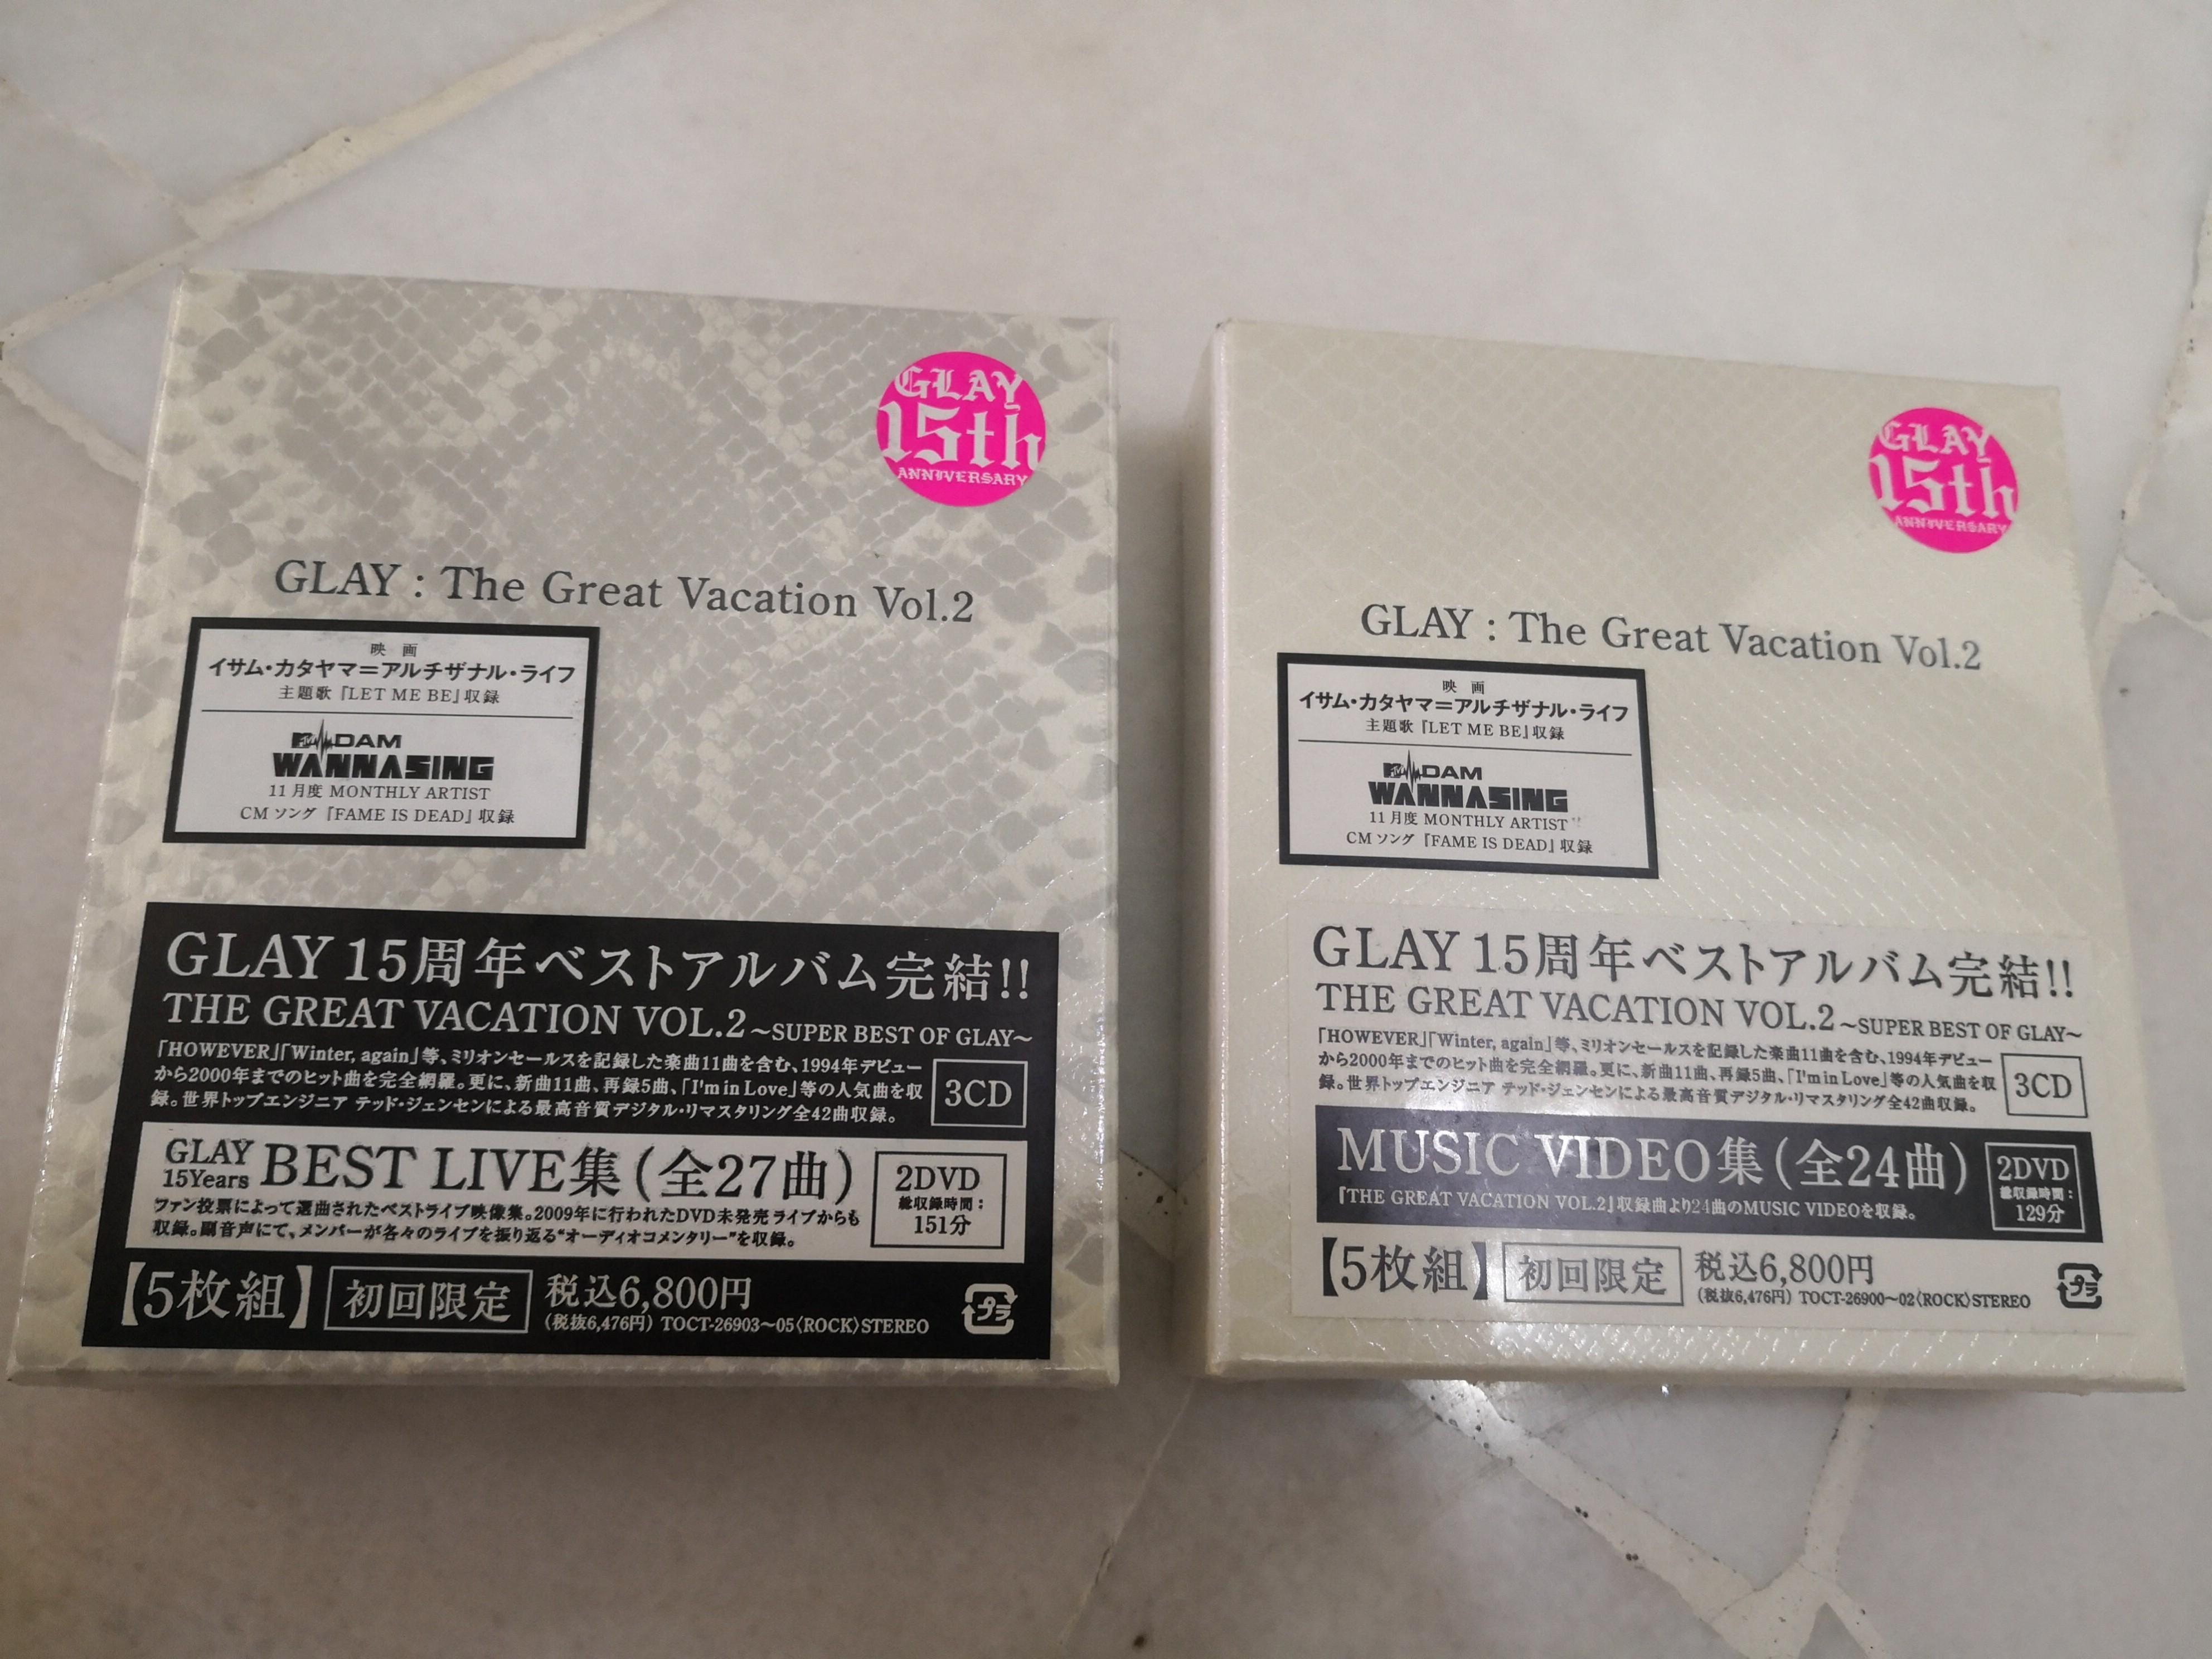 GLAY
15th
ANNIVERSARY
GLAY : The Great Vacation Vol.2
映 画
イサム・カタヤマ=アルチザナル・ライフ
主題歌『LET ME BE』収録
MTV DAM
WANNASING
11月度 MONTHLY ARTIST
CM ソング『FAME IS DEAD』収録
GLAY 15周年ベストアルバム完結!!
THE GREAT VACATION VOL.2 ~SUPER BEST OF GLAY~
「HOWEVER」「Winter, again」等、ミリオンセールスを記録した楽曲11曲を含む、1994年デビュー
から2000年までのヒット曲を完全網羅。更に、新曲11曲、再録5曲、「I'm in Love」等の人気曲を収
録。世界トップエンジニア テッド・ジェンセンによる最高音質デジタル・リマスタリング全42曲収録。
3CD
GLAY
15Years
BEST LIVE集(全27曲)
ファン投票によって選曲されたベストライブ映像集。2009年に行われたDVD未発売ライブからも
収録。副音声にて、メンバーが各々のライブを振り返る"オーディオコメンタリー"を収録。
2DVD
総収録時間:
151分
【5枚組】 初回限定 税込6,800円
(税抜6,476円) TOCT-26903~05〈ROCK〉STEREO
プラ
GLAY
15th
ANNIVERSARY
GLAY : The Great Vacation Vol.2
映 画
イサム・カタヤマ=アルチザナル・ライフ
主題歌『LET ME BE』収録
MTV DAM
WANNASING
11月度 MONTHLY ARTIST
CM ソング『FAME IS DEAD』収録
GLAY 15周年ベストアルバム完結!!
THE GREAT VACATION VOL.2 ~SUPER BEST OF GLAY~
「HOWEVER」「Winter, again」等、ミリオンセールスを記録した楽曲11曲を含む、1994年デビュー
から2000年までのヒット曲を完全網羅。更に、新曲11曲、再録5曲、「I'm in Love」等の人気曲を収
録。世界トップエンジニア テッド・ジェンセンによる最高音質デジタル・リマスタリング全42曲収録。
3CD
MUSIC VIDEO集(全24曲)
『THE GREAT VACATION VOL.2』収録曲より24曲のMUSIC VIDEOを収録。
2DVD
総収録時間:
129分
【5枚組】 初回限定 税込6,800円
(税抜6,476円) TOCT-26900~02〈ROCK〉STEREO
プラ